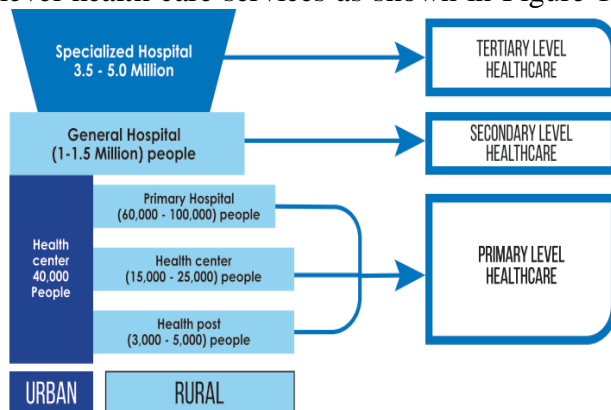 level health care services as shown in Figure 1
Specialized Hospital
3.5 - 5.0 Million
TERTIARY LEVEL
HEALTHCARE
General Hospital
(1-1.5 Million) people
SECONDARY LEVEL
HEALTHCARE
Primary Hospital
(60,000 - 100,000) people
Health
center
40,000
People
Health center
(15,000 - 25,000) people
PRIMARY LEVEL
HEALTHCARE
Health post
(3,000 - 5,000) people
URBAN
RURAL